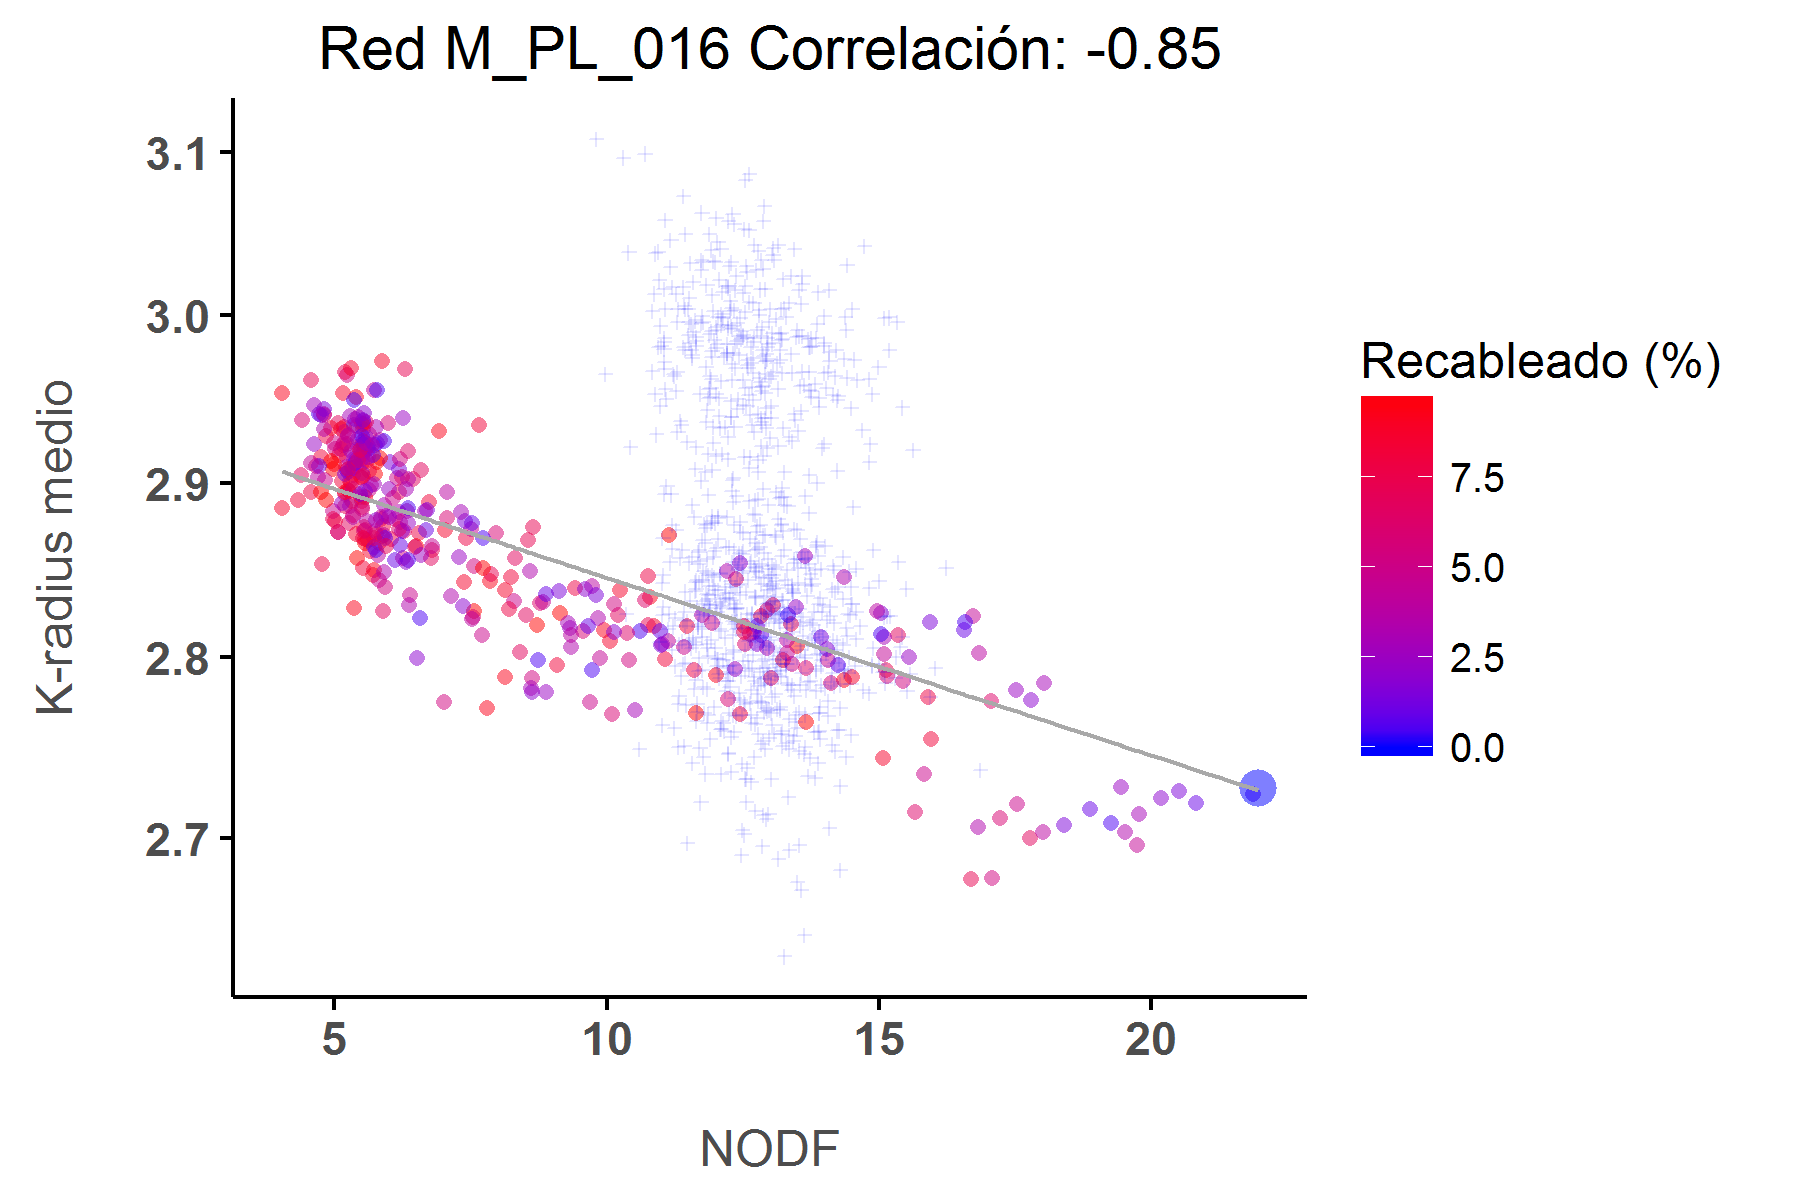 Red M_PL_016 Correlación: -0.85
3.1
3.0
2.9
2.8
2.7
K-radius medio
5 10 15 20
NODF
Recableado (%)
7.5
5.0
2.5
0.0